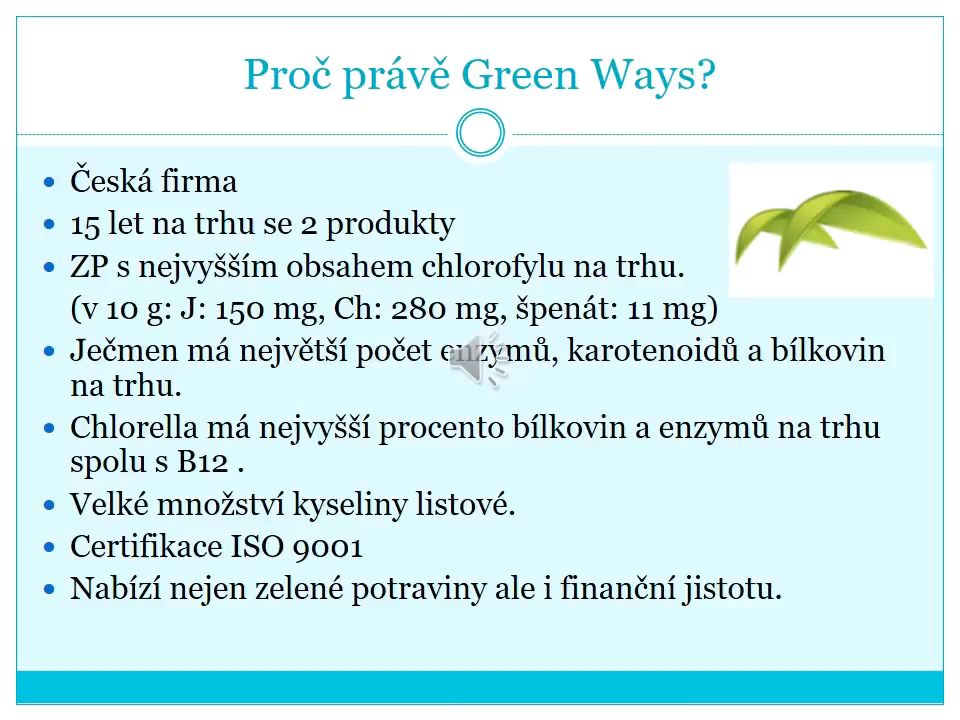 Proč právě Green Ways?
Česká firma
15 let na trhu se 2 produkty
ZP s nejvyšším obsahem chlorofylu na trhu.
(v 10 g: J: 150 mg, Ch: 280 mg, špenát: 11 mg)
Ječmen má největší počet enzymů, karotenoidů a bílkovin
na trhu.
Chlorella má nejvyšší procento bílkovin a enzymů na trhu
spolu s B12 .
Velké množství kyseliny listové.
Certifikace ISO 9001
Nabízí nejen zelené potraviny ale i finanční jistotu.